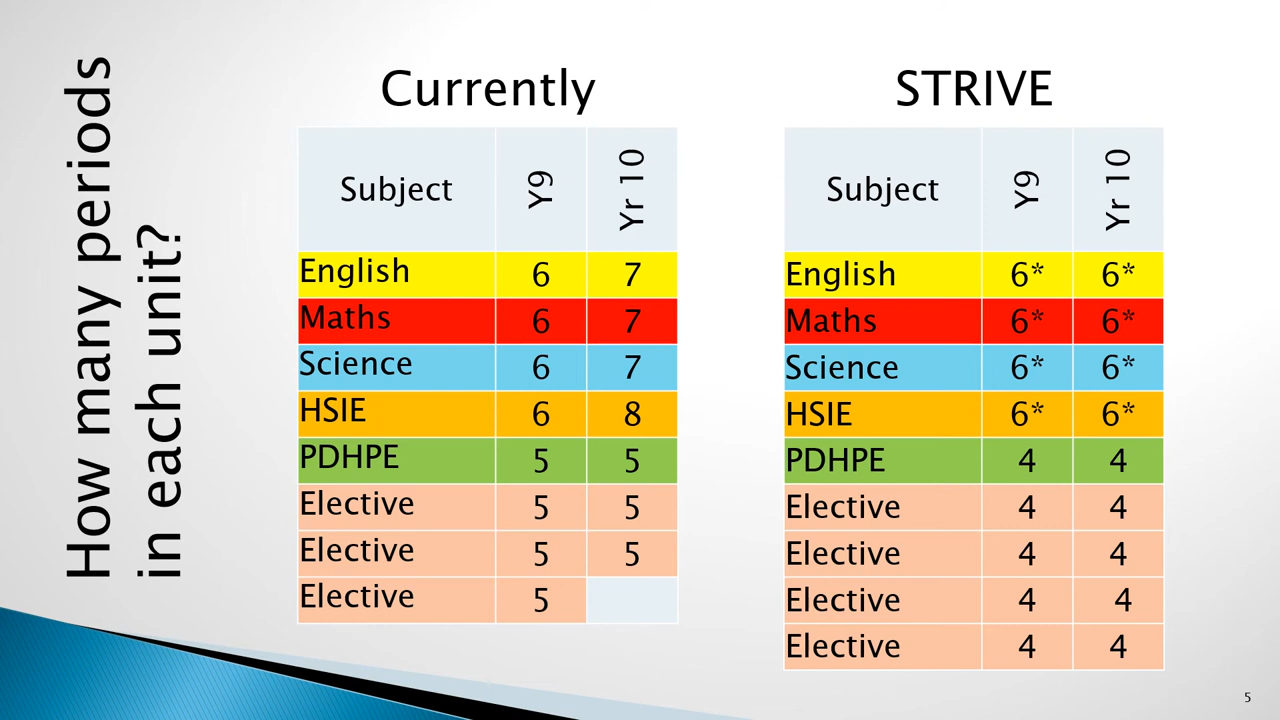 How many periods
in each unit?
Currently
Subject Y9 Yr 10
English 6 7
Maths 6 7
Science 6 7
HSIE 6 8
PDHPE 5 5
Elective 5 5
Elective 5 5
Elective 5
STRIVE
Subject Y9 Yr 10
English 6* 6*
Maths 6* 6*
Science 6* 6*
HSIE 6* 6*
PDHPE 4 4
Elective 4 4
Elective 4 4
Elective 4 4
Elective 4 4
5